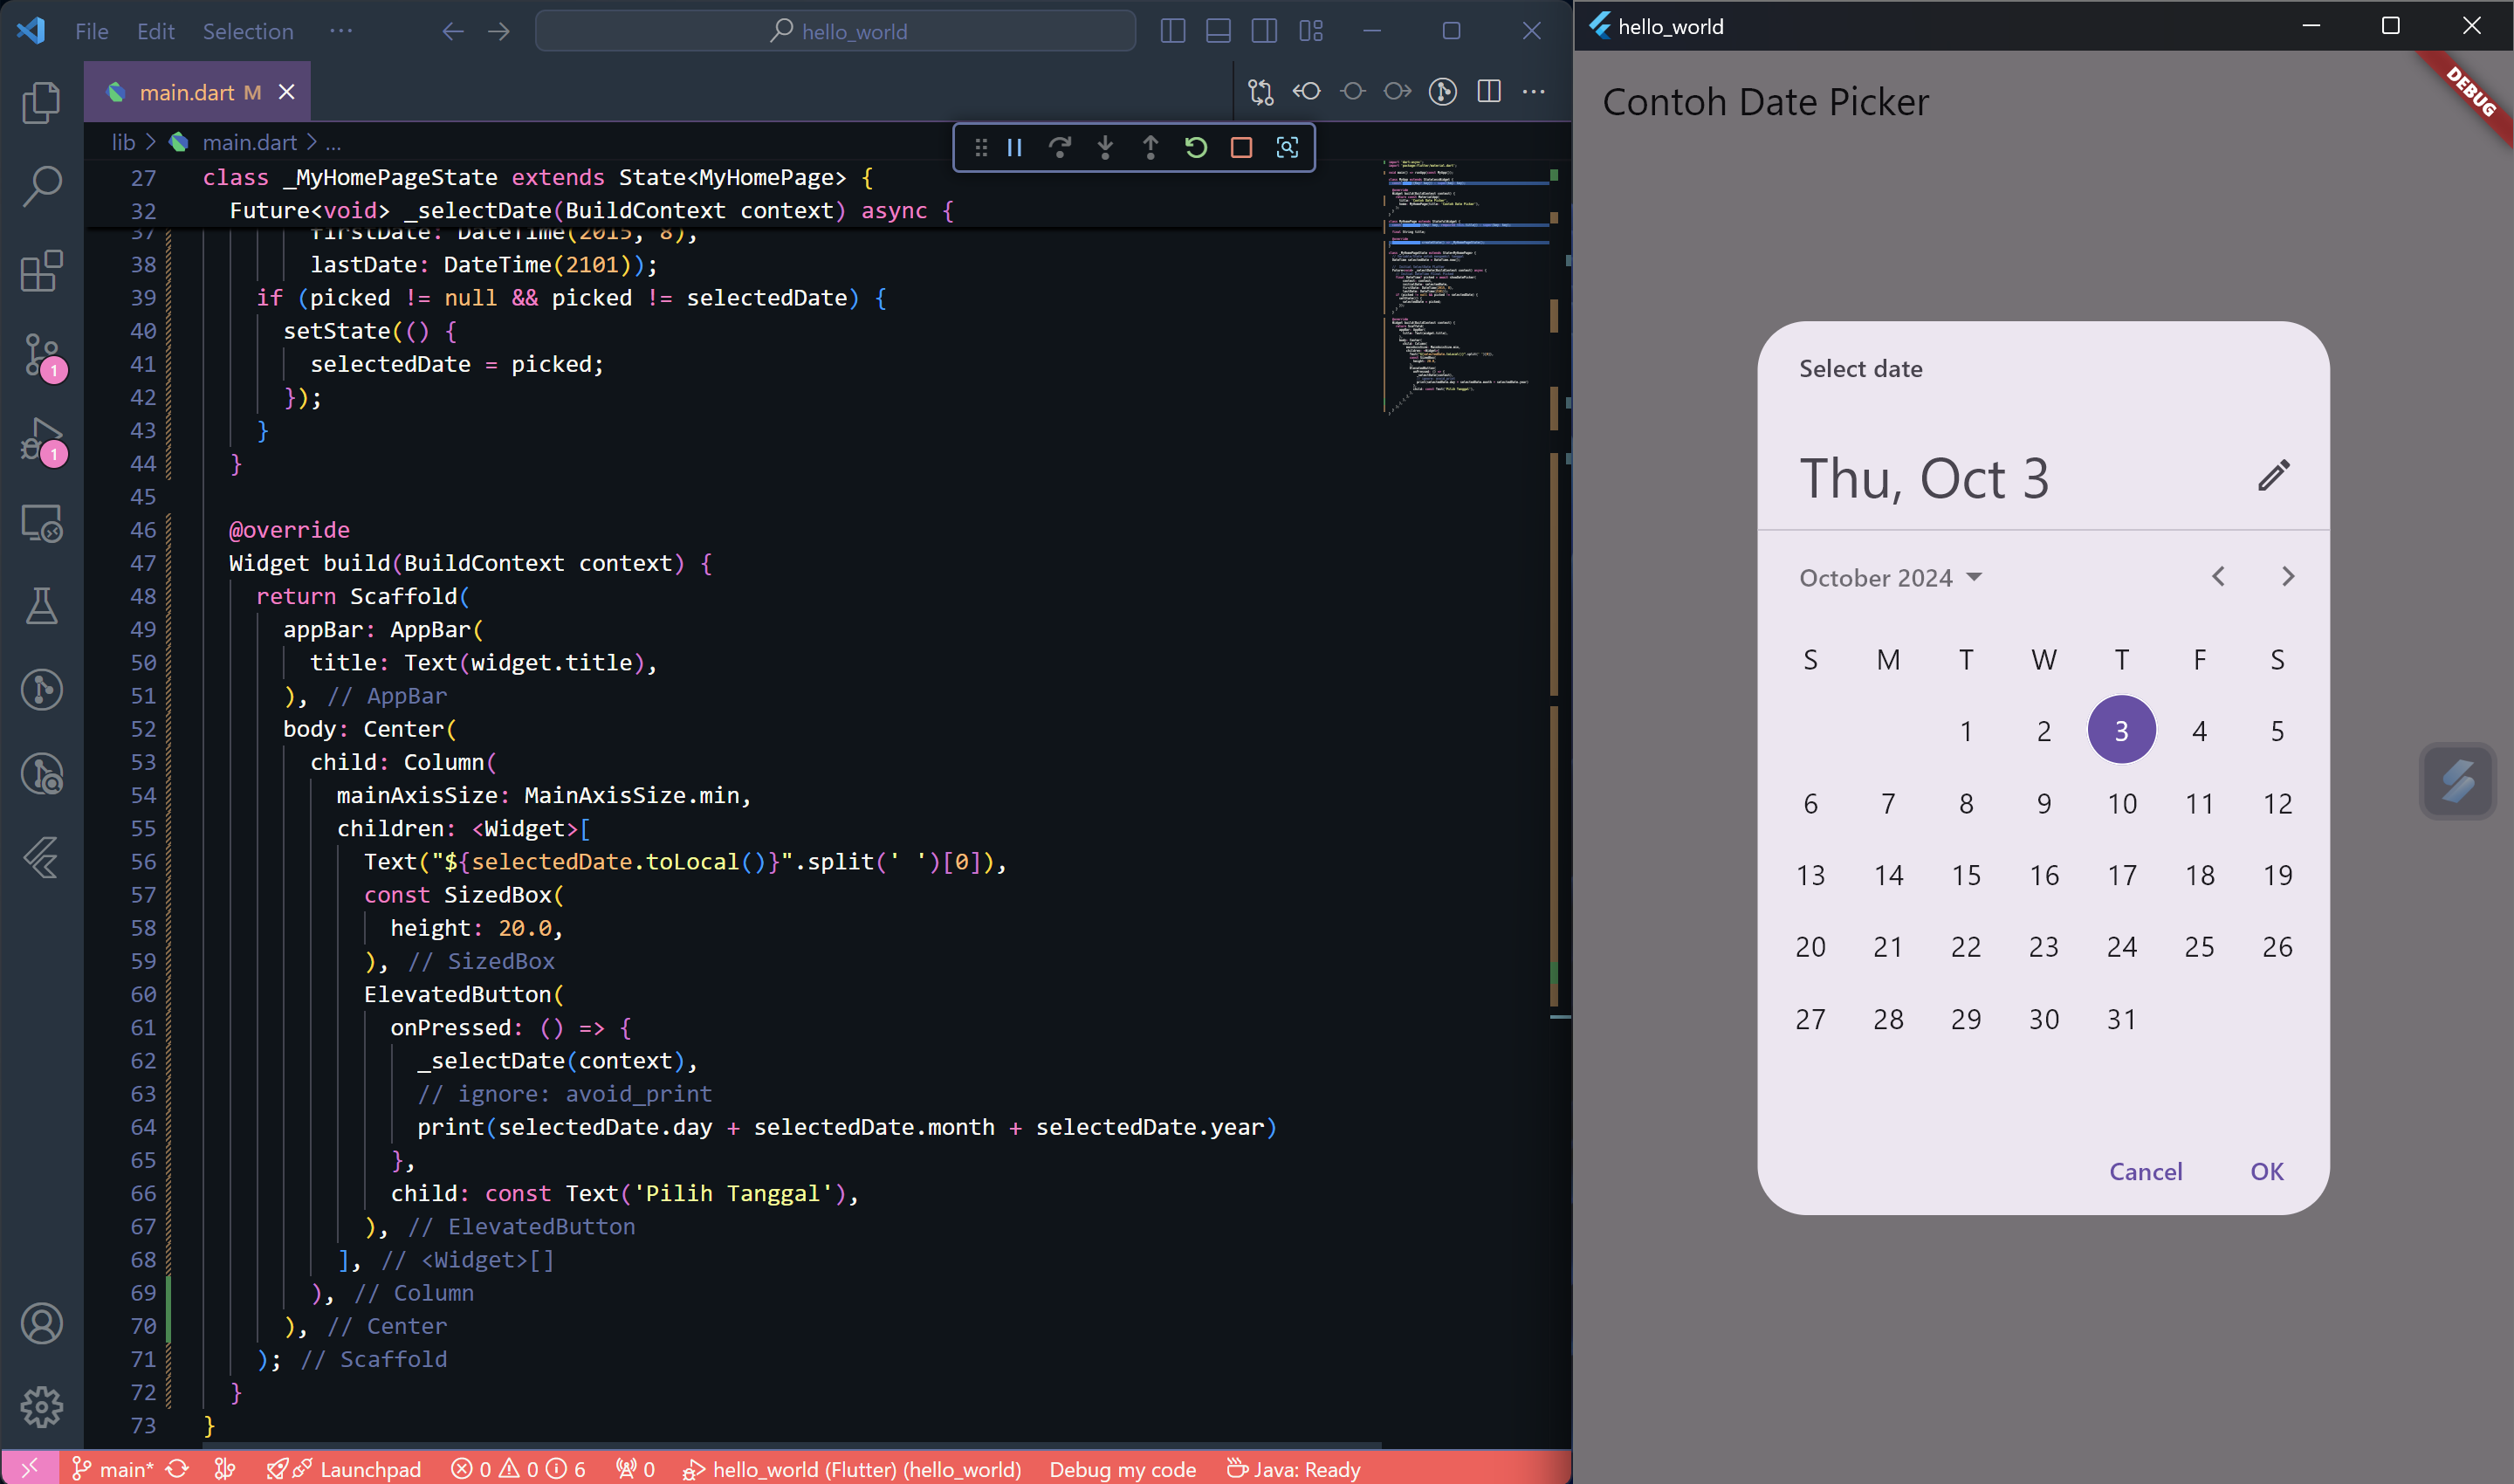 File Edit Selection ···
hello_world
main.dart M
lib > main.dart > ...
27 class _MyHomePageState extends State<MyHomePage> {
32 Future<void> _selectDate(BuildContext context) async {
37 firstDate: DateTime(2015, 8),
38 lastDate: DateTime(2101));
39 if (picked != null && picked != selectedDate) {
40 setState(() {
41 selectedDate = picked;
42 });
43 }
44 }
45
46 @override
47 Widget build(BuildContext context) {
48 return Scaffold(
49 appBar: AppBar(
50 title: Text(widget.title),
51 ), // AppBar
52 body: Center(
53 child: Column(
54 mainAxisSize: MainAxisSize.min,
55 children: <Widget>[
56 Text("${selectedDate.toLocal()}".split(' ')[0]),
57 const SizedBox(
58 height: 20.0,
59 ), // SizedBox
60 ElevatedButton(
61 onPressed: () => {
62 _selectDate(context),
63 // ignore: avoid_print
64 print(selectedDate.day + selectedDate.month + selectedDate.year)
65 },
66 child: const Text('Pilih Tanggal'),
67 ), // ElevatedButton
68 ], // <Widget>[]
69 ), // Column
70 ), // Center
71 ); // Scaffold
72 }
73 }
1
1
main* Launchpad 0 0 6 0 hello_world (Flutter) (hello_world) Debug my code Java: Ready
hello_world
Contoh Date Picker
DEBUG
Select date
Thu, Oct 3
October 2024
S M T W T F S
1 2 3 4 5
6 7 8 9 10 11 12
13 14 15 16 17 18 19
20 21 22 23 24 25 26
27 28 29 30 31
Cancel OK